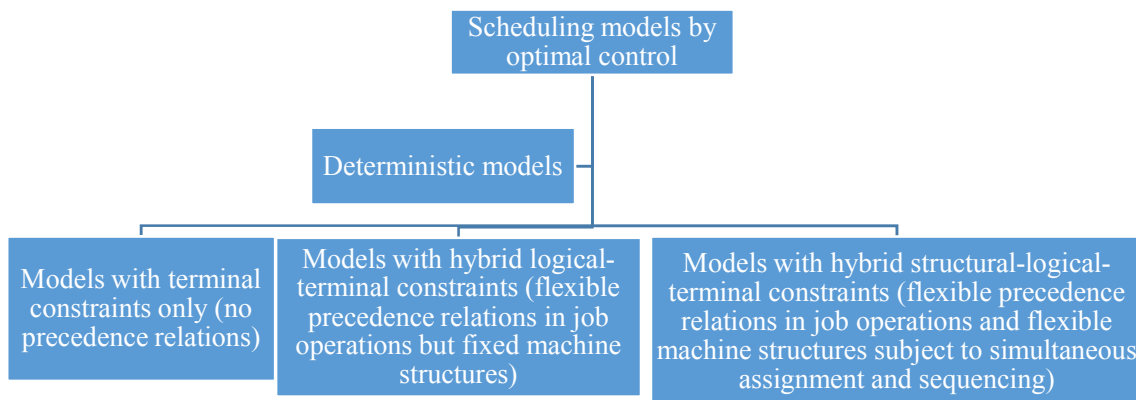 Scheduling models by
optimal control
Deterministic models
Models with terminal
constraints only (no
precedence relations)
Models with hybrid logical-
terminal constraints (flexible
precedence relations in job
operations but fixed machine
structures)
Models with hybrid structural-logical-
terminal constraints (flexible precedence
relations in job operations and flexible
machine structures subject to simultaneous
assignment and sequencing)